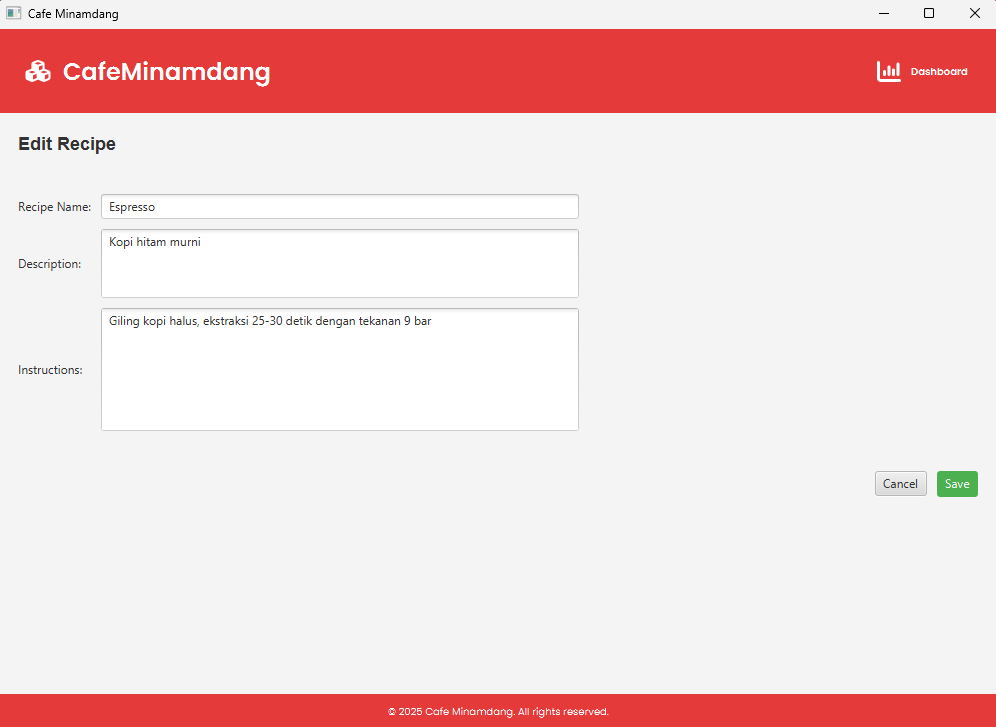 Cafe Minamdang
CafeMinamdang
Dashboard
Edit Recipe
Recipe Name:
Espresso
Description:
Kopi hitam murni
Instructions:
Giling kopi halus, ekstraksi 25-30 detik dengan tekanan 9 bar
Cancel
Save
© 2025 Cafe Minamdang. All rights reserved.